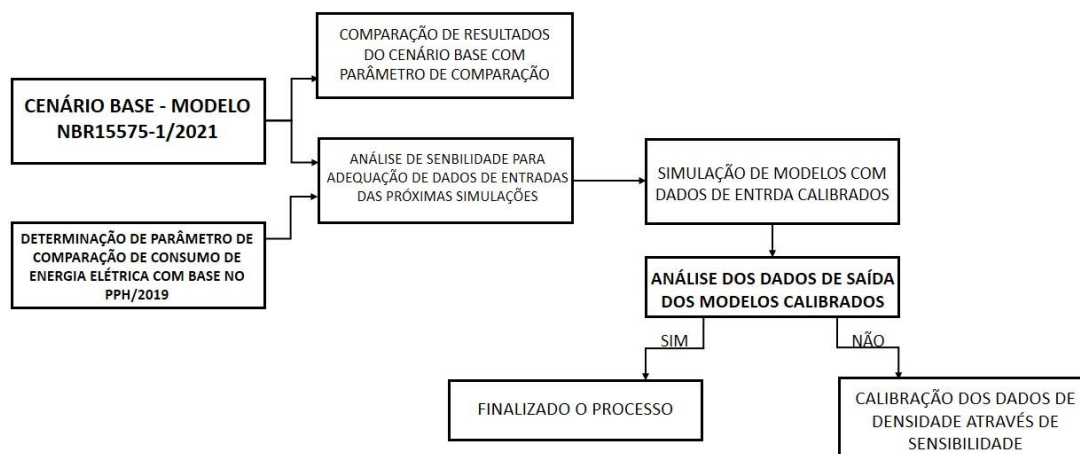 COMPARAÇÃO DE RESULTADOS
DO CENÁRIO BASE COM
PARÂMETRO DE COMPARAÇÃO
CENÁRIO BASE - MODELO
NBR15575-1/2021
ANÁLISE DE SENBILIDADE PARA
ADEQUAÇÃO DE DADOS DE ENTRADAS
DAS PRÓXIMAS SIMULAÇÕES
SIMULAÇÃO DE MODELOS COM
DADOS DE ENTRDA CALIBRADOS
DETERMINAÇÃO DE PARÂMETRO DE
COMPARAÇÃO DE CONSUMO DE
ENERGIA ELÉTRICA COM BASE NO
PPH/2019
ANÁLISE DOS DADOS DE SAÍDA
DOS MODELOS CALIBRADOS
SIM
NÃO
FINALIZADO O PROCESSO
CALIBRAÇÃO DOS DADOS DE
DENSIDADE ATRAVÉS DE
SENSIBILIDADE